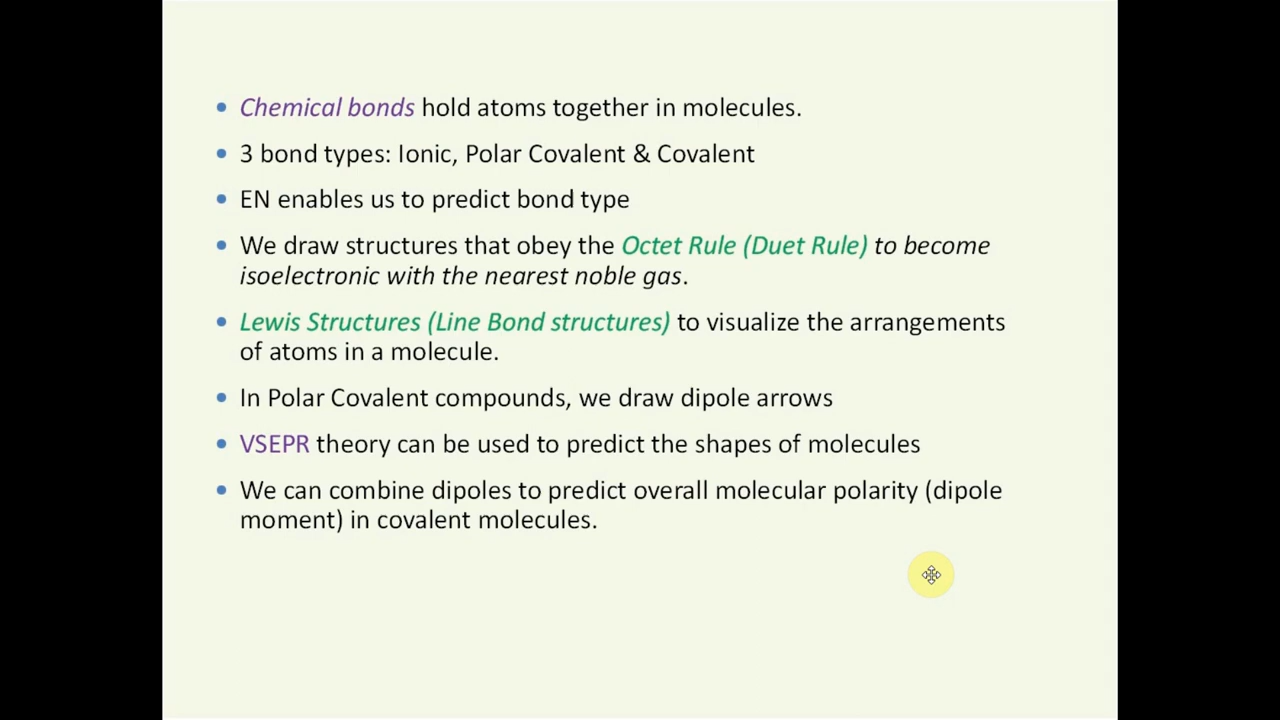 • Chemical bonds hold atoms together in molecules.
• 3 bond types: Ionic, Polar Covalent & Covalent
• EN enables us to predict bond type
• We draw structures that obey the Octet Rule (Duet Rule) to become
isoelectronic with the nearest noble gas.
• Lewis Structures (Line Bond structures) to visualize the arrangements
of atoms in a molecule.
• In Polar Covalent compounds, we draw dipole arrows
• VSEPR theory can be used to predict the shapes of molecules
• We can combine dipoles to predict overall molecular polarity (dipole
moment) in covalent molecules.